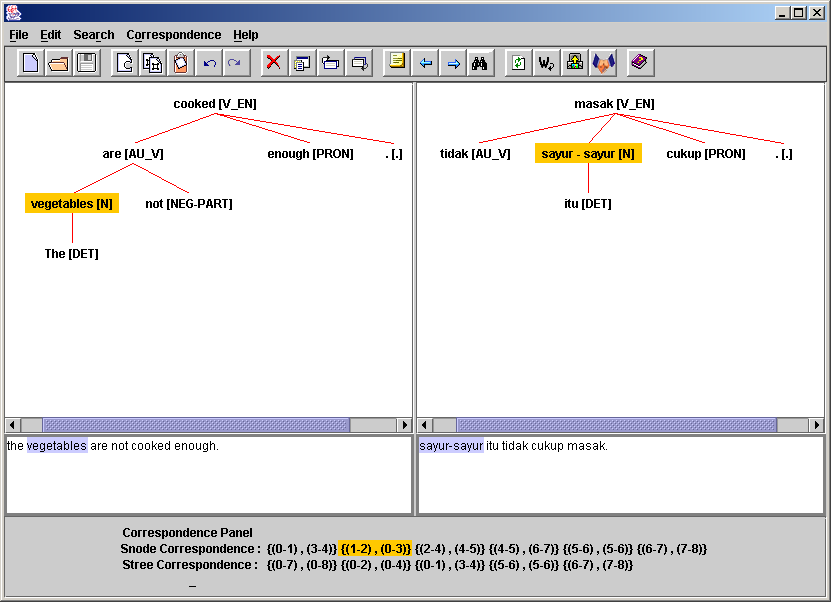 File Edit Search Correspondence Help
cooked [V_EN]
are [AU_V] enough [PRON] . [.]
vegetables [N] not [NEG-PART]
The [DET]
masak [V_EN]
tidak [AU_V] sayur - sayur [N] cukup [PRON] . [.]
itu [DET]
the vegetables are not cooked enough.
sayur-sayur itu tidak cukup masak.
Correspondence Panel
Snode Correspondence : {(0-1) , (3-4)} {(1-2) , (0-3)} {(2-4) , (4-5)} {(4-5) , (6-7)} {(5-6) , (5-6)} {(6-7) , (7-8)}
Stree Correspondence : {(0-7) , (0-8)} {(0-2) , (0-4)} {(0-1) , (3-4)} {(5-6) , (5-6)} {(6-7) , (7-8)}